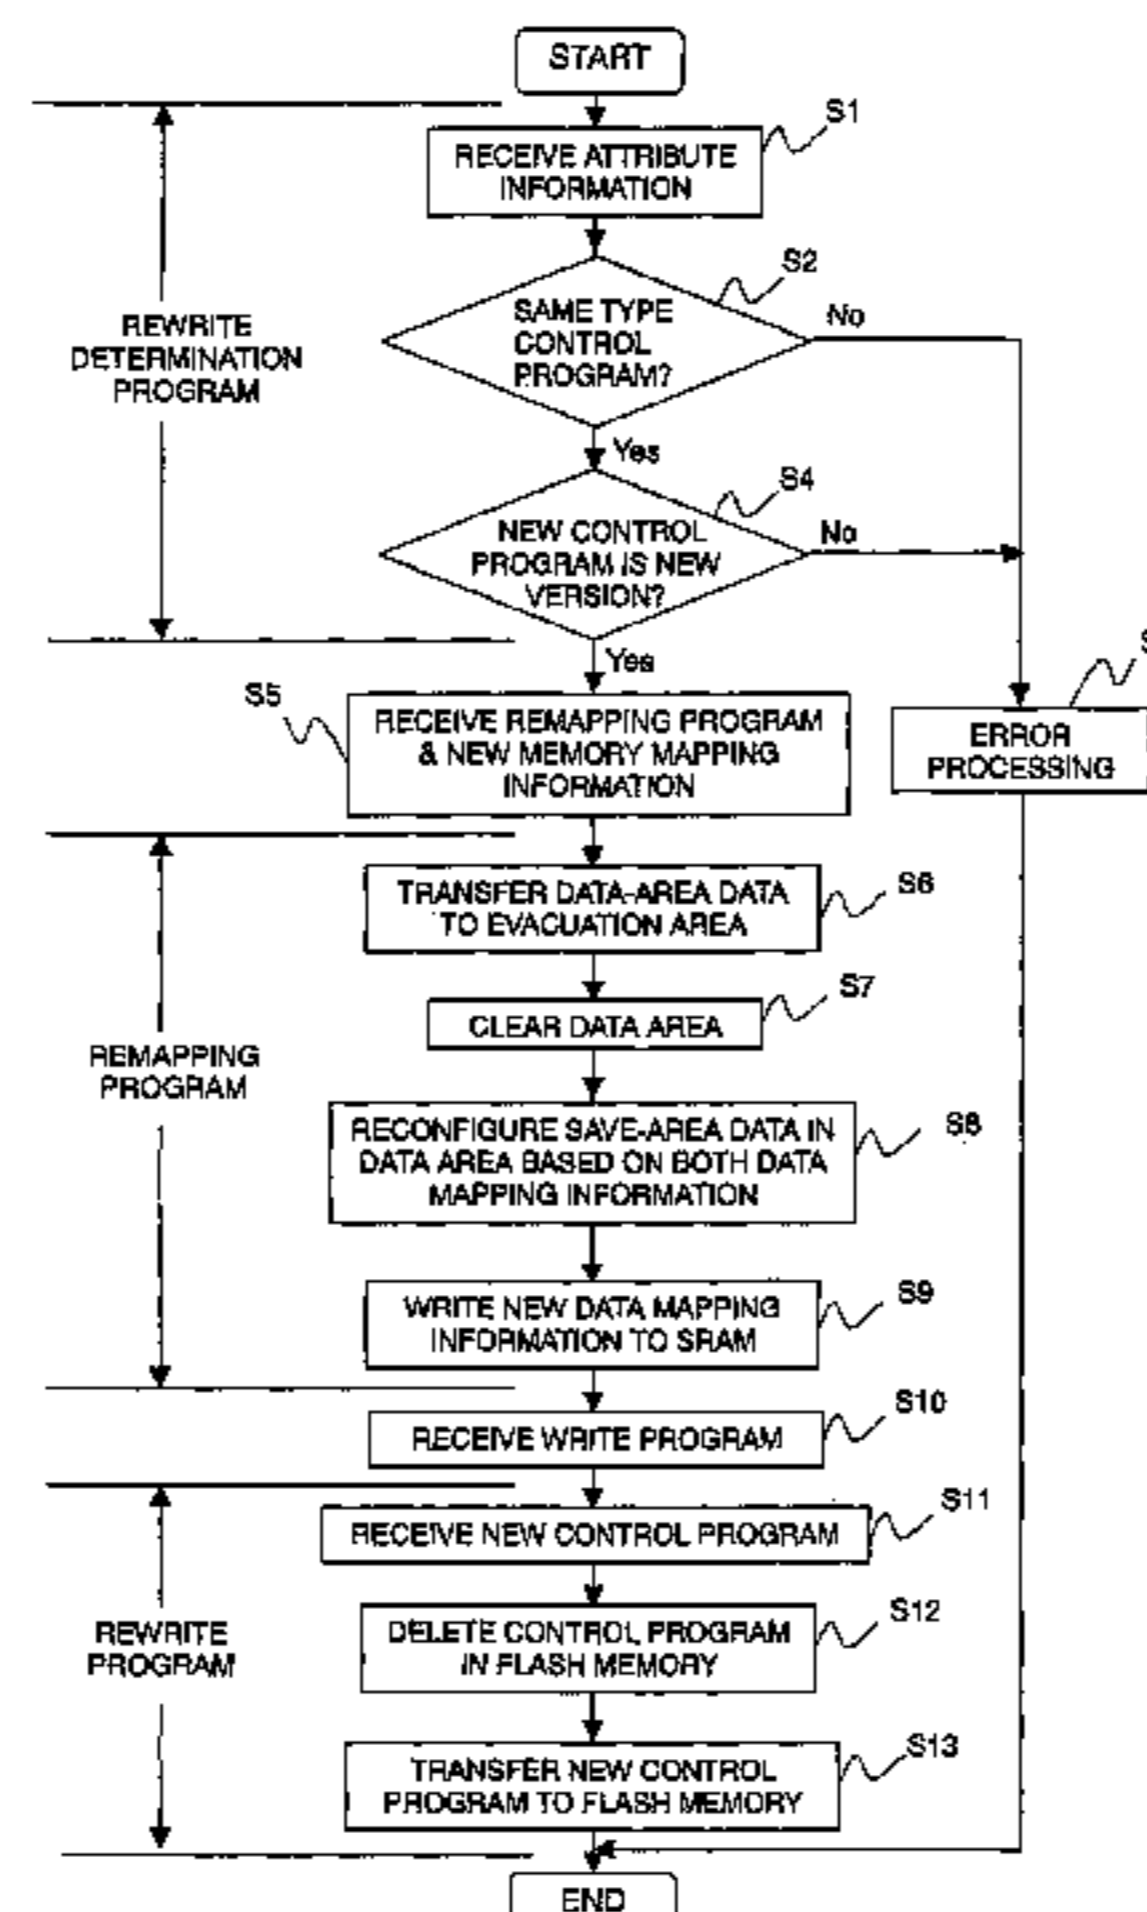 START
S1
RECEIVE ATTRIBUTE
INFORMATION
S2
SAME TYPE
CONTROL
PROGRAM?
No
Yes
REWRITE
DETERMINATION
PROGRAM
S4
NEW CONTROL
PROGRAM IS NEW
VERSION?
No
Yes
S5
RECEIVE REMAPPING PROGRAM
& NEW MEMORY MAPPING
INFORMATION
ERROR
PROCESSING
S6
TRANSFER DATA-AREA DATA
TO EVACUATION AREA
S7
CLEAR DATA AREA
REMAPPING
PROGRAM
S8
RECONFIGURE SAVE-AREA DATA IN
DATA AREA BASED ON BOTH DATA
MAPPING INFORMATION
S9
WRITE NEW DATA MAPPING
INFORMATION TO SRAM
S10
RECEIVE WRITE PROGRAM
S11
RECEIVE NEW CONTROL PROGRAM
S12
DELETE CONTROL PROGRAM
IN FLASH MEMORY
REWRITE
PROGRAM
S13
TRANSFER NEW CONTROL
PROGRAM TO FLASH MEMORY
END